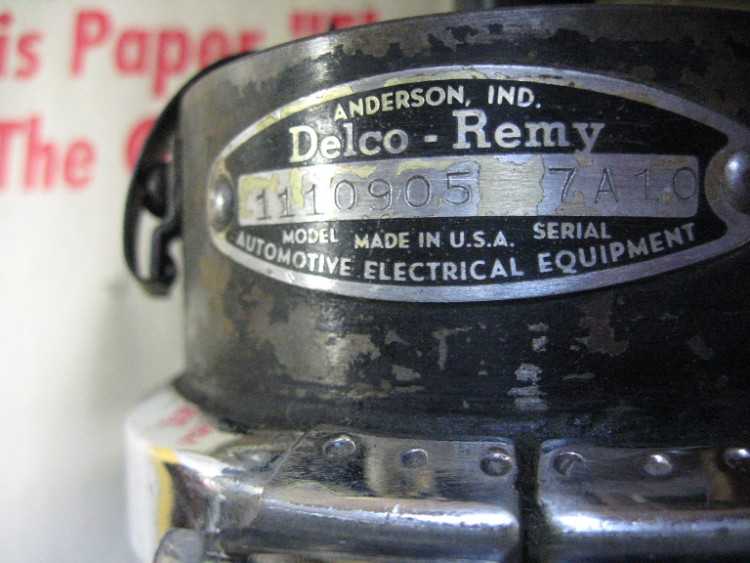 is Paper "
The
ANDERSON, IND.
Delco - Remy
1110905 7A10
MODEL MADE IN U.S.A. SERIAL
AUTOMOTIVE ELECTRICAL EQUIPMENT